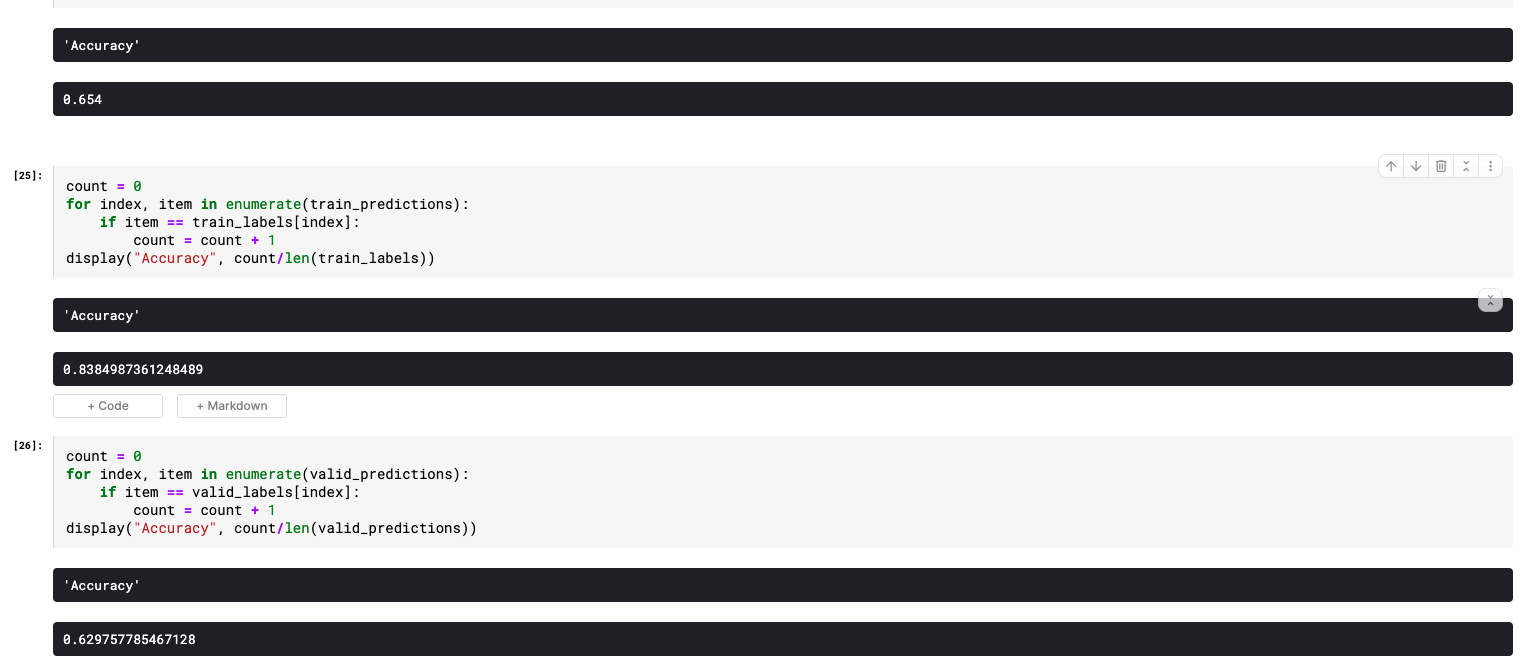 'Accuracy'
0.654
[25]:
count = 0
for index, item in enumerate(train_predictions):
    if item == train_labels[index]:
        count = count + 1
display("Accuracy", count/len(train_labels))
'Accuracy'
0.8384987361248489
+ Code + Markdown
[26]:
count = 0
for index, item in enumerate(valid_predictions):
    if item == valid_labels[index]:
        count = count + 1
display("Accuracy", count/len(valid_predictions))
'Accuracy'
0.629757785467128